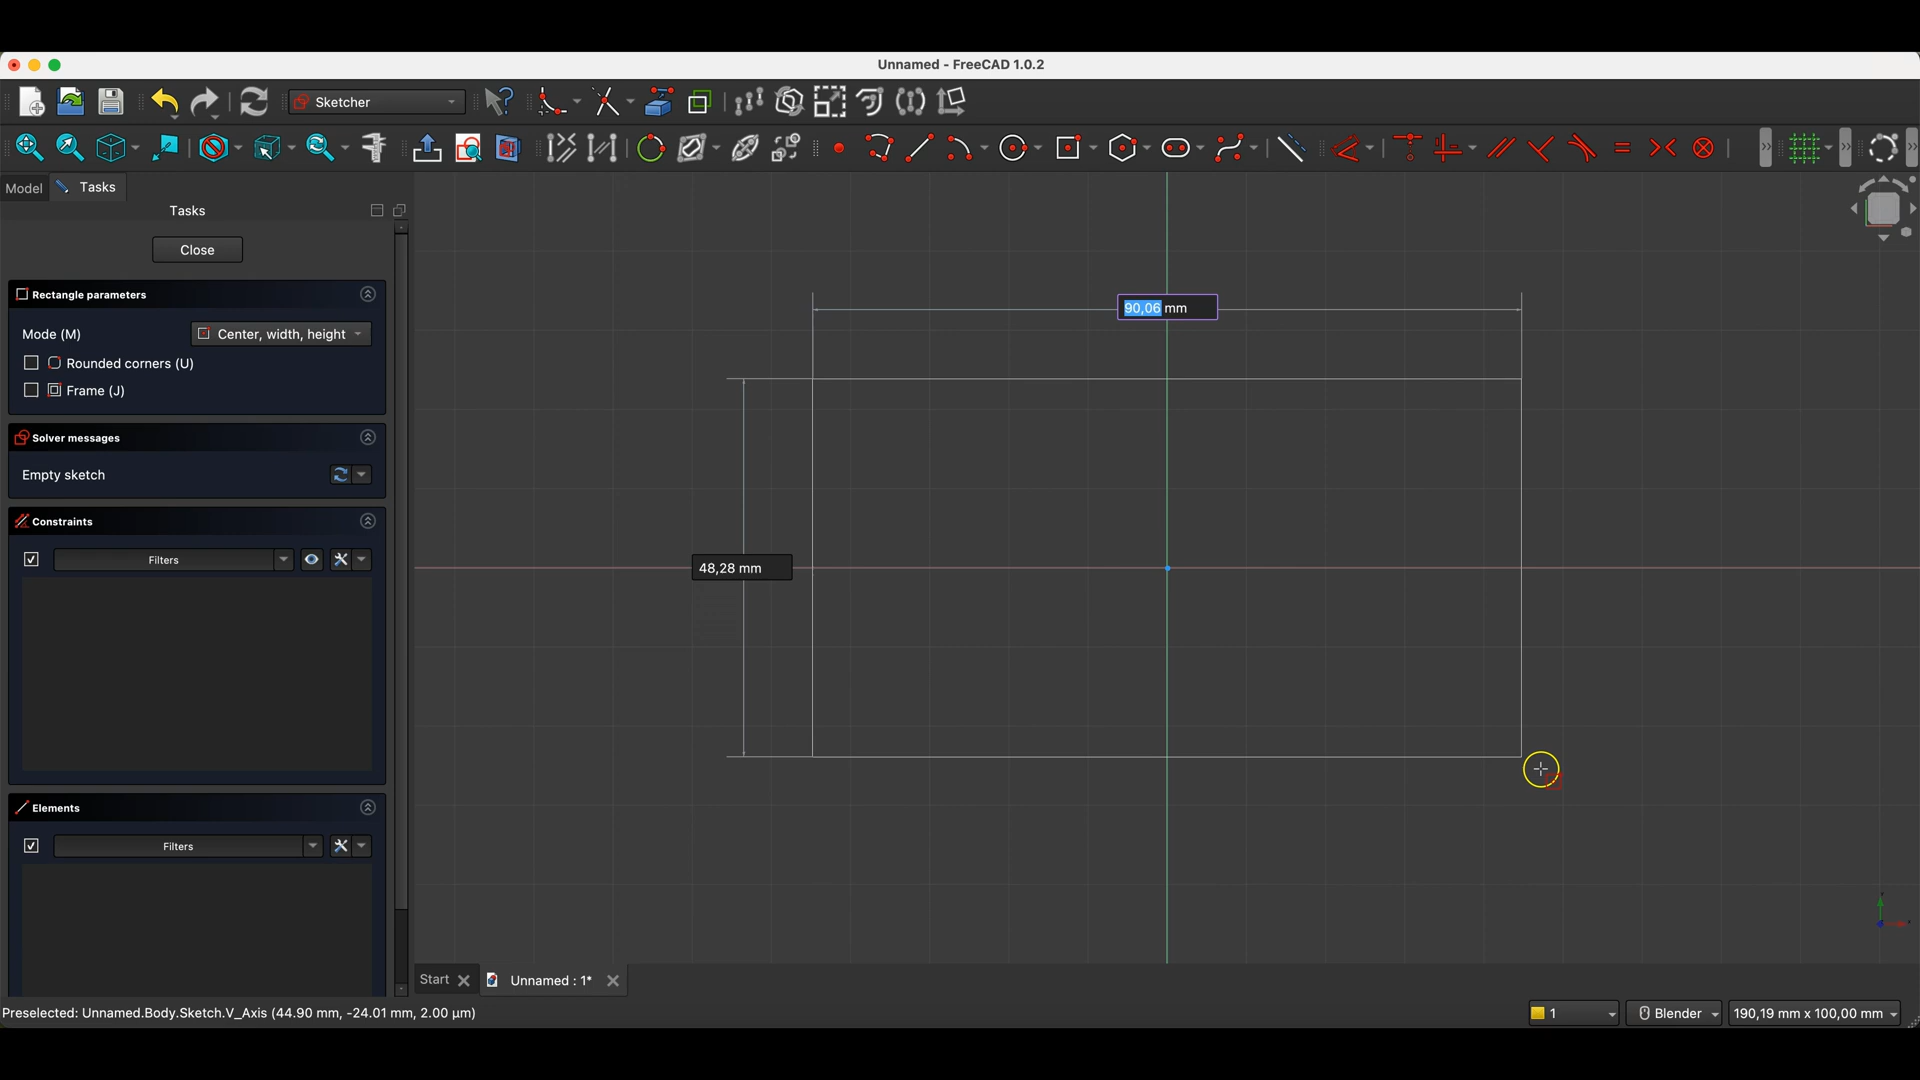 Unnamed - FreeCAD 1.0.2
Sketcher
Model
Tasks
Tasks
Close
Rectangle parameters
Mode (M)
Center, width, height
Rounded corners (U)
Frame (J)
Solver messages
Empty sketch
Constraints
Filters
Elements
Filters
90,06 mm
48,28 mm
Start
Unnamed : 1*
Preselected: Unnamed.Body.Sketch.V_Axis (44.90 mm, -24.01 mm, 2.00 µm)
1
Blender
190,19 mm x 100,00 mm